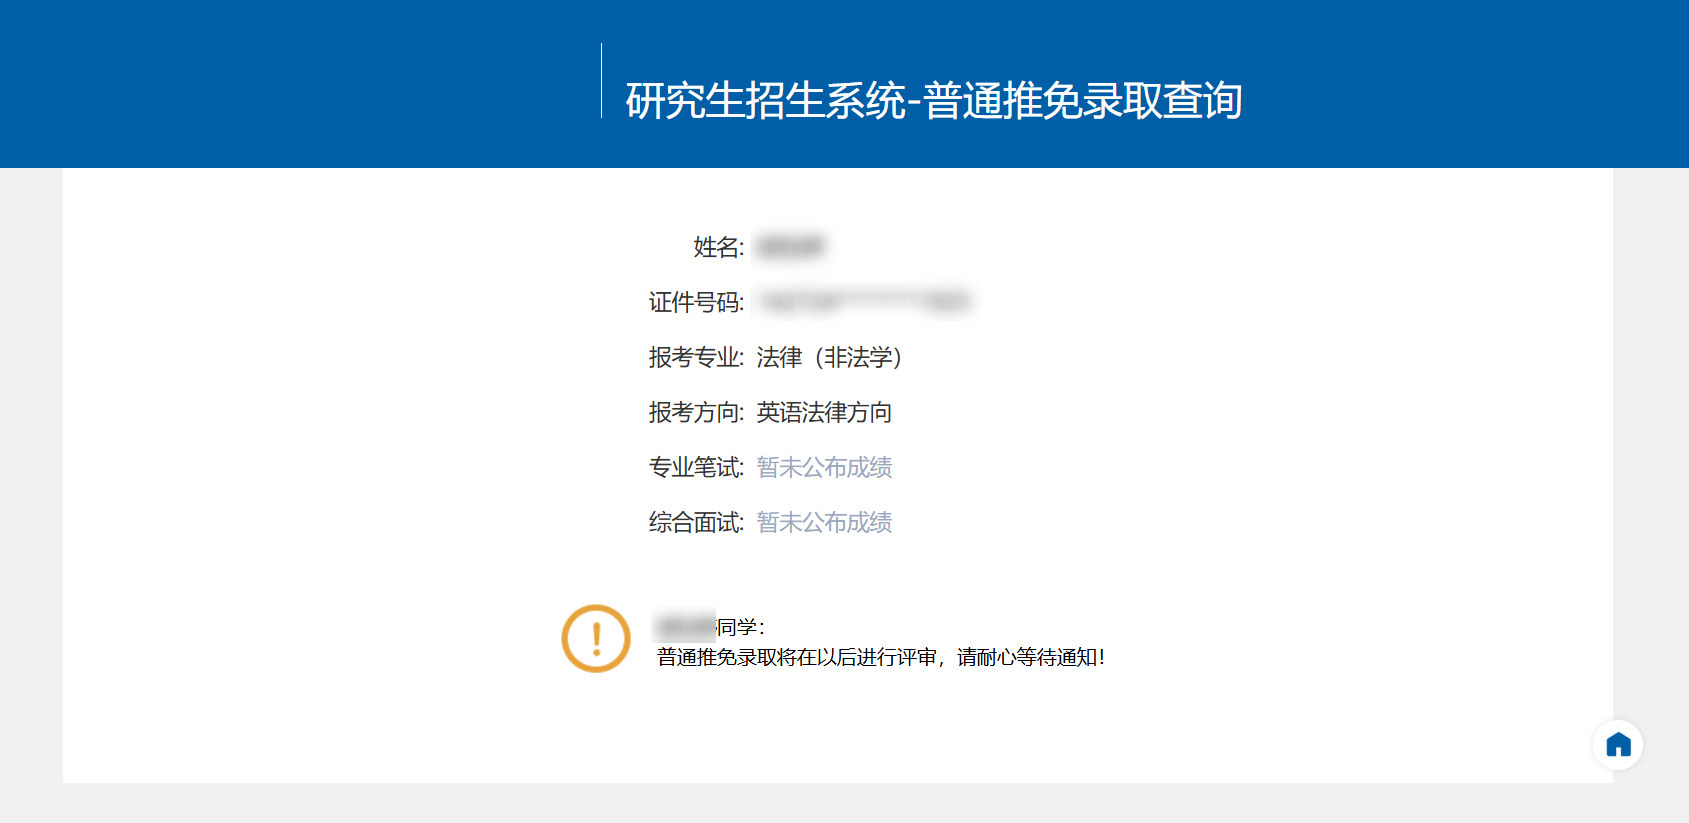 研究生招生系统-普通推免录取查询
姓名:
证件号码:
报考专业: 法律（非法学）
报考方向: 英语法律方向
专业笔试: 暂未公布成绩
综合面试: 暂未公布成绩
同学：
普通推免录取将在以后进行评审，请耐心等待通知！